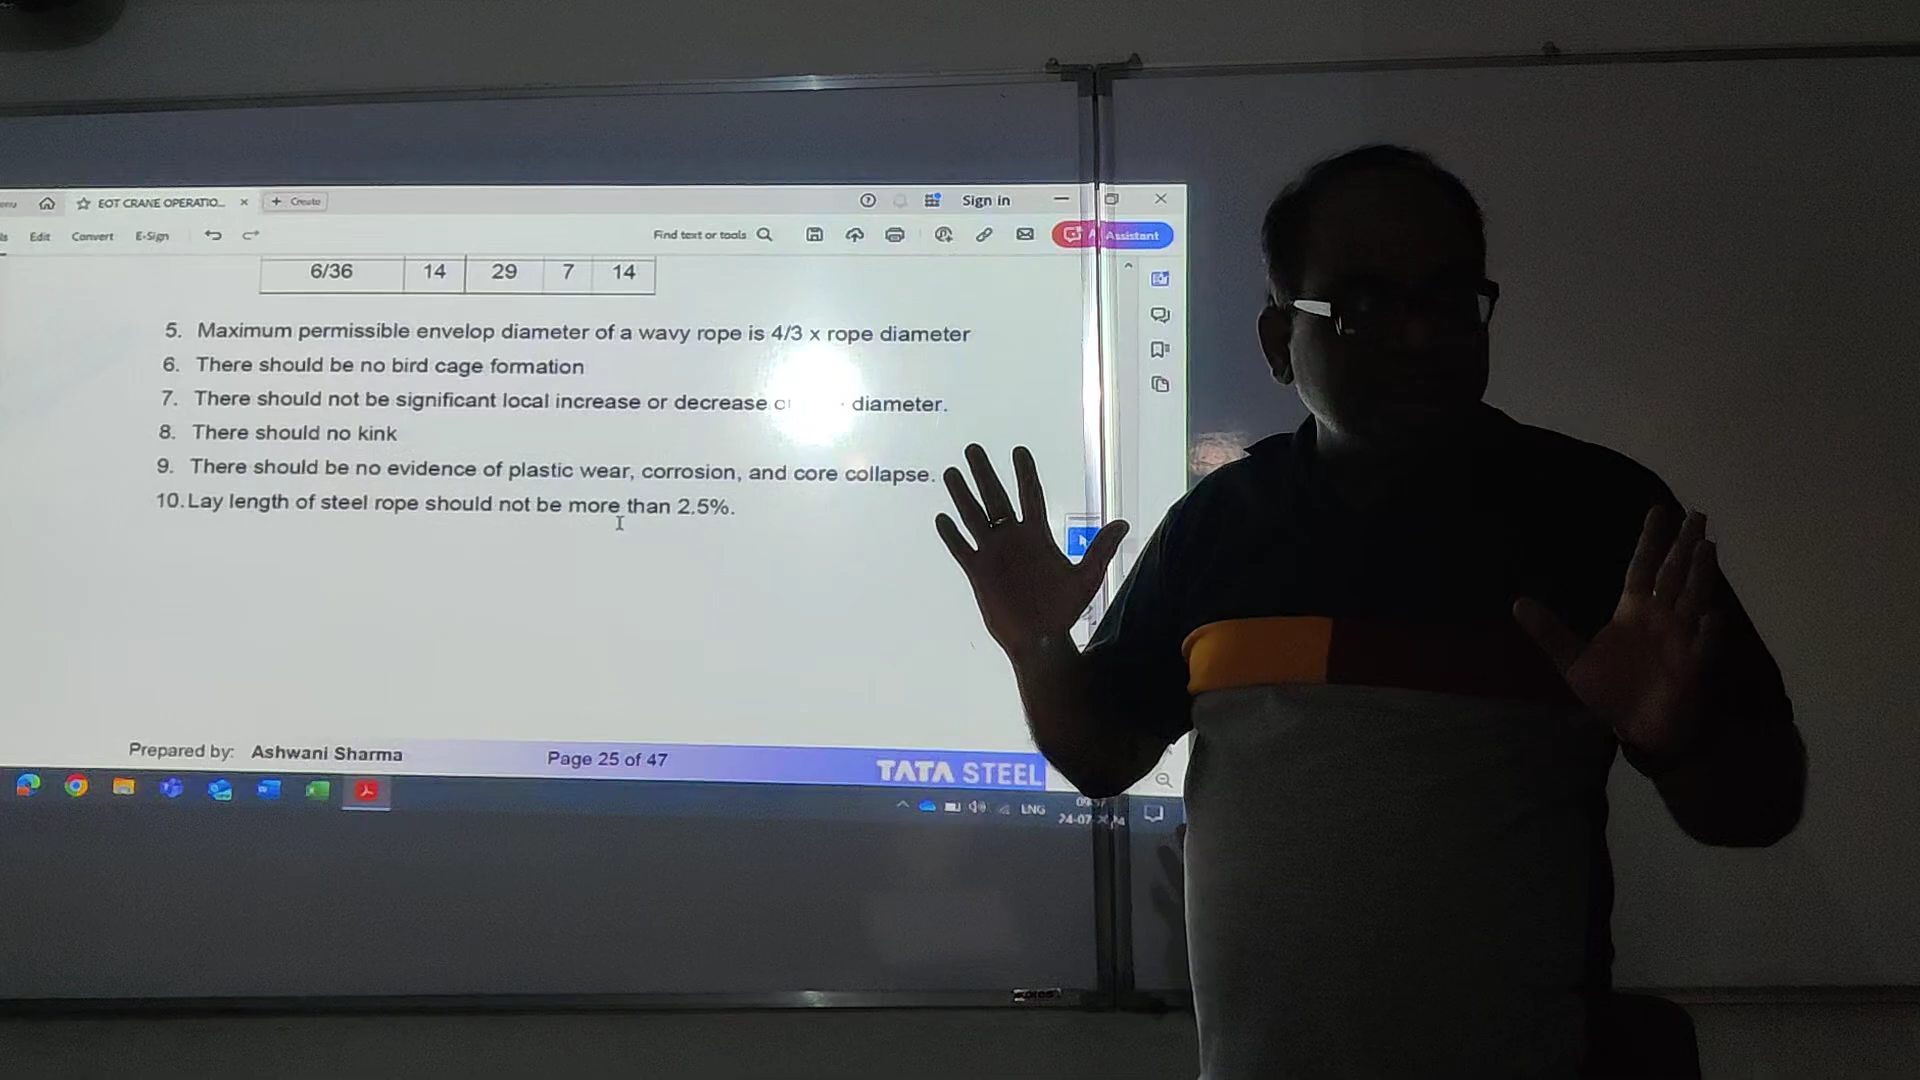 enu EOT CRANE OPERATIO... Create Sign in
Edit Convert E-Sign Find text or tools Assistant
6/36 14 29 7 14
5. Maximum permissible envelop diameter of a wavy rope is 4/3 x rope diameter
6. There should be no bird cage formation
7. There should not be significant local increase or decrease diameter.
8. There should no kink
9. There should be no evidence of plastic wear, corrosion, and core collapse.
10. Lay length of steel rope should not be more than 2.5%.
Prepared by: Ashwani Sharma Page 25 of 47 TATA STEEL
LNG